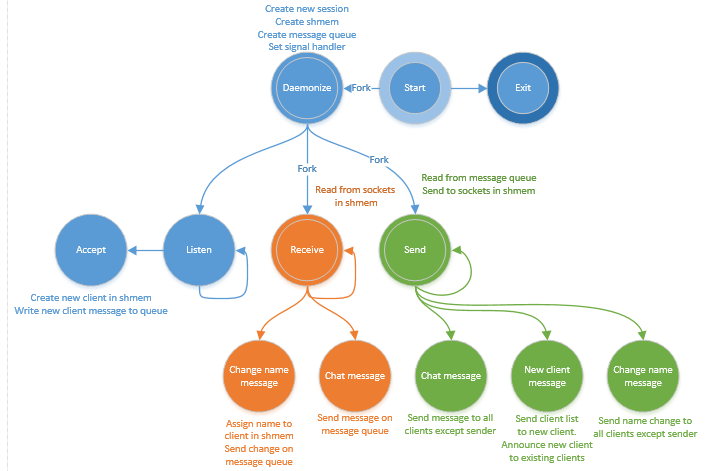 Create new session
Create shmem
Create message queue
Set signal handler
Daemonize
Fork
Start
Exit
Fork
Fork
Read from sockets
in shmem
Read from message queue
Send to sockets in shmem
Accept
Listen
Receive
Send
Create new client in shmem
Write new client message to queue
Change name
message
Chat message
Chat message
New client
message
Change name
message
Assign name to
client in shmem
Send change on
message queue
Send message on
message queue
Send message to all
clients except sender
Send client list
to new client.
Announce new client
to existing clients
Send name change to
all clients except sender